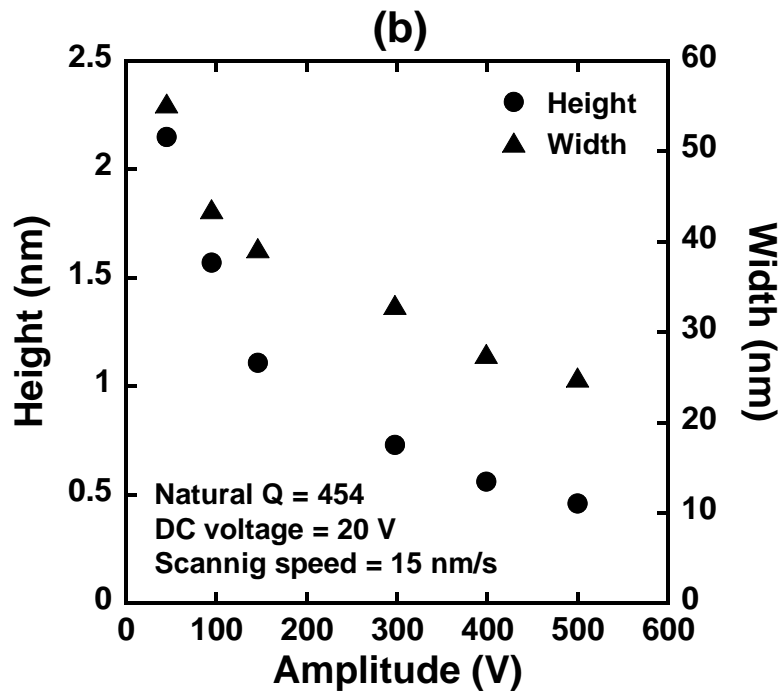 (b)
2.5
2
1.5
1
0.5
0
Height (nm)
60
50
40
30
20
10
0
Width (nm)
Height
Width
Natural Q = 454
DC voltage = 20 V
Scannig speed = 15 nm/s
0 100 200 300 400 500 600
Amplitude (V)